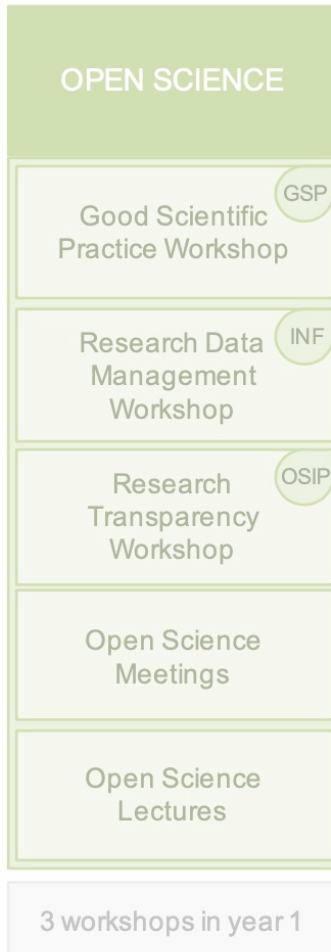 OPEN SCIENCE
GSP
Good Scientific
Practice Workshop
INF
Research Data
Management
Workshop
OSIP
Research
Transparency
Workshop
Open Science
Meetings
Open Science
Lectures
3 workshops in year 1